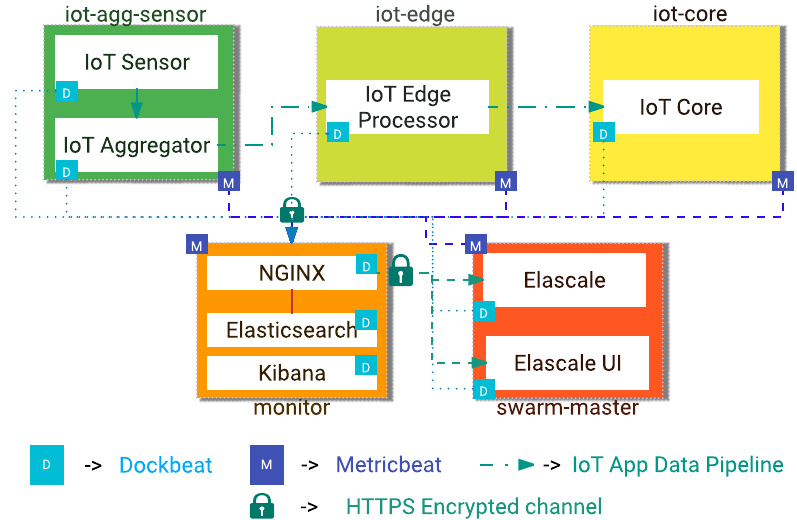 iot-agg-sensor
iot-edge
iot-core
IoT Sensor
D
IoT Aggregator
D
M
IoT Edge
Processor
D
M
IoT Core
D
M
M
NGINX
D
Elasticsearch
D
Kibana
D
monitor
M
Elascale
D
Elascale UI
D
swarm-master
D -> Dockbeat
M -> Metricbeat
-> IoT App Data Pipeline
-> HTTPS Encrypted channel